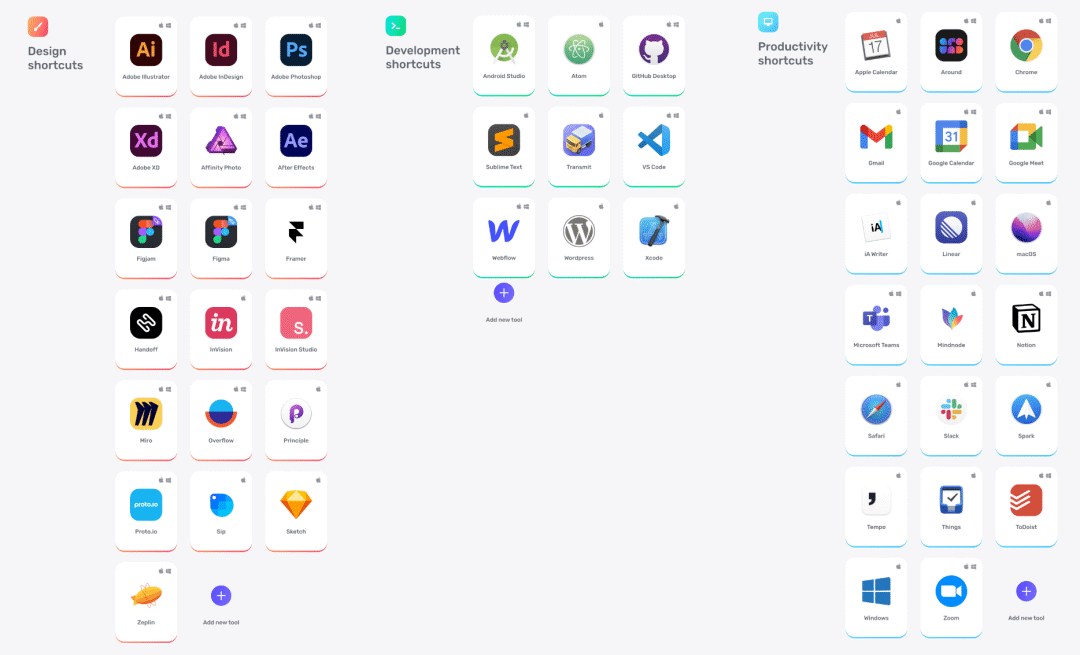 Design
shortcuts
Ai
Adobe Illustrator
Id
Adobe InDesign
Ps
Adobe Photoshop
Xd
Adobe XD
Affinity Photo
Ae
After Effects
Figjam
Figma
Framer
Handoff
in
InVision
S.
InVision Studio
Miro
Overflow
P
Principle
proto.io
Proto.io
Sip
Sketch
Zeplin
Add new tool
Development
shortcuts
Android Studio
Atom
GitHub Desktop
S
Sublime Text
Transmit
VS Code
W
Webflow
W
Wordpress
Xcode
Add new tool
Productivity
shortcuts
JUL
17
Apple Calendar
Around
Chrome
Gmail
31
Google Calendar
Google Meet
iA
iA Writer
Linear
macOS
T
Microsoft Teams
Mindnode
N
Notion
Safari
Slack
Spark
Tempo
Things
ToDoist
Windows
Zoom
Add new tool